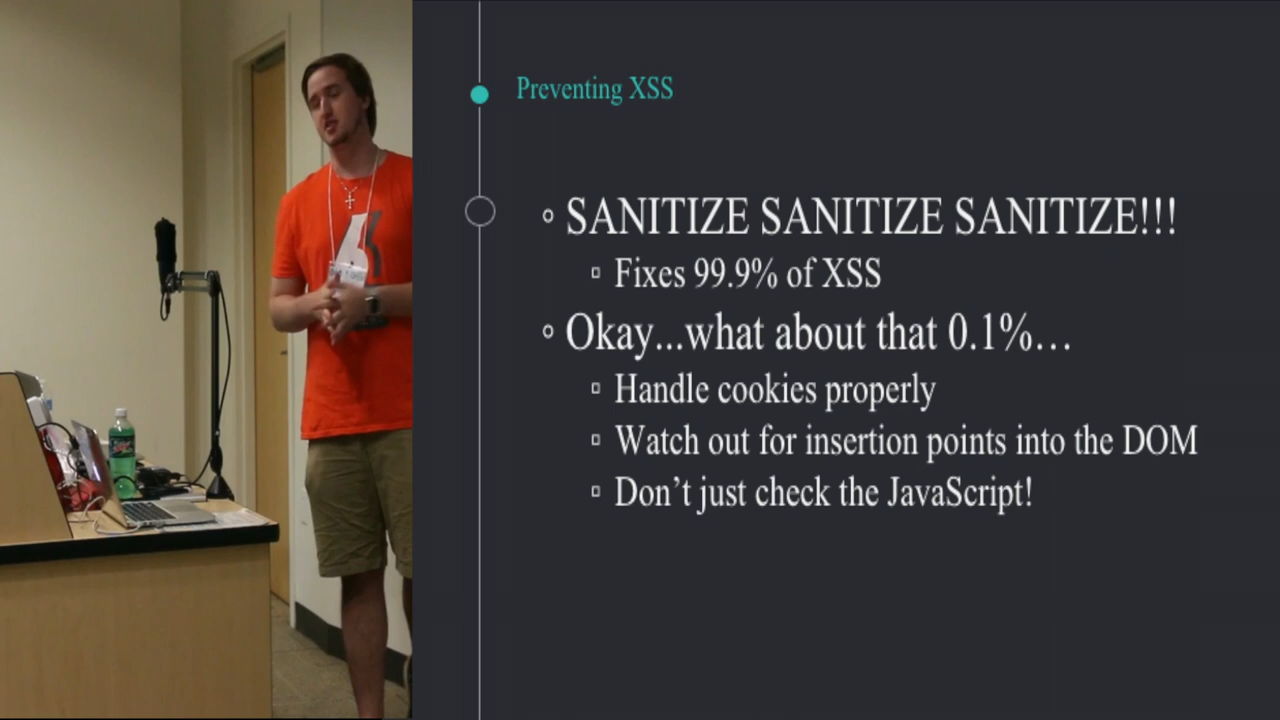 Preventing XSS
SANITIZE SANITIZE SANITIZE!!!
Fixes 99.9% of XSS
Okay...what about that 0.1%…
Handle cookies properly
Watch out for insertion points into the DOM
Don’t just check the JavaScript!